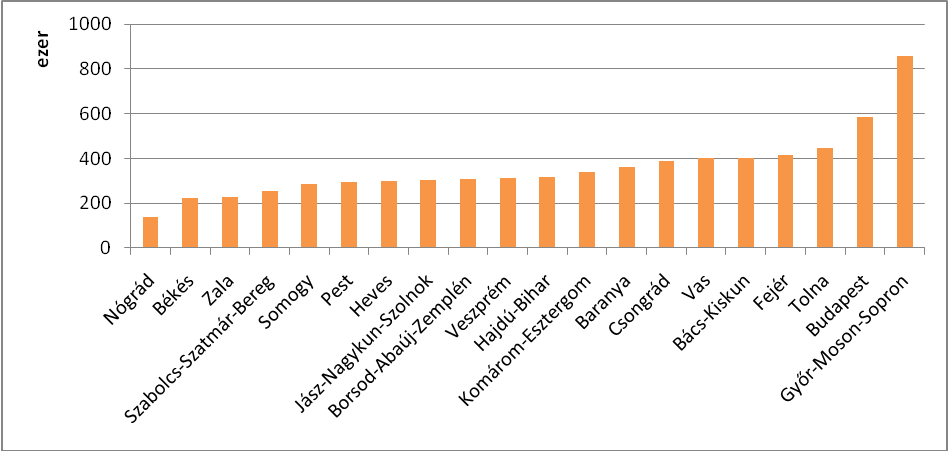 ezer
1000
800
600
400
200
0
Nógrád
Békés
Zala
Szabolcs-Szatmár-Bereg
Somogy
Pest
Heves
Jász-Nagykun-Szolnok
Borsod-Abaúj-Zemplén
Veszprém
Hajdú-Bihar
Komárom-Esztergom
Baranya
Csongrád
Vas
Bács-Kiskun
Fejér
Tolna
Budapest
Győr-Moson-Sopron